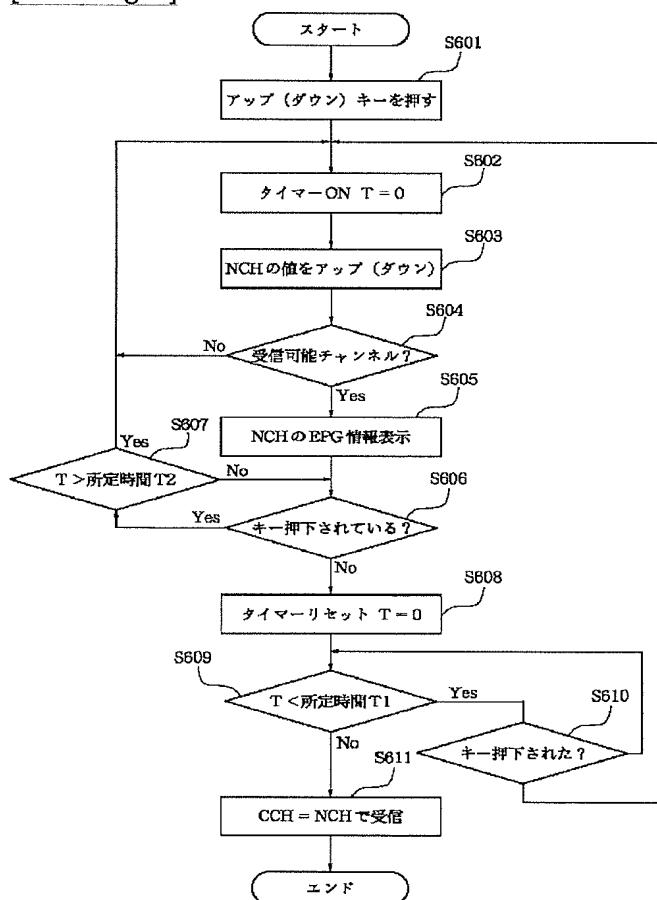 スタート
S601
アップ(ダウン)キーを押す
S602
タイマーON T=0
S603
NCHの値をアップ(ダウン)
S604
受信可能チャンネル?
No
Yes
S605
NCHのEPG情報表示
S607
Yes
T>所定時間T2
No
S606
キー押下されている?
Yes
No
S608
タイマーリセット T=0
S609
T<所定時間T1
Yes
No
S610
キー押下された?
S611
CCH=NCHで受信
エンド